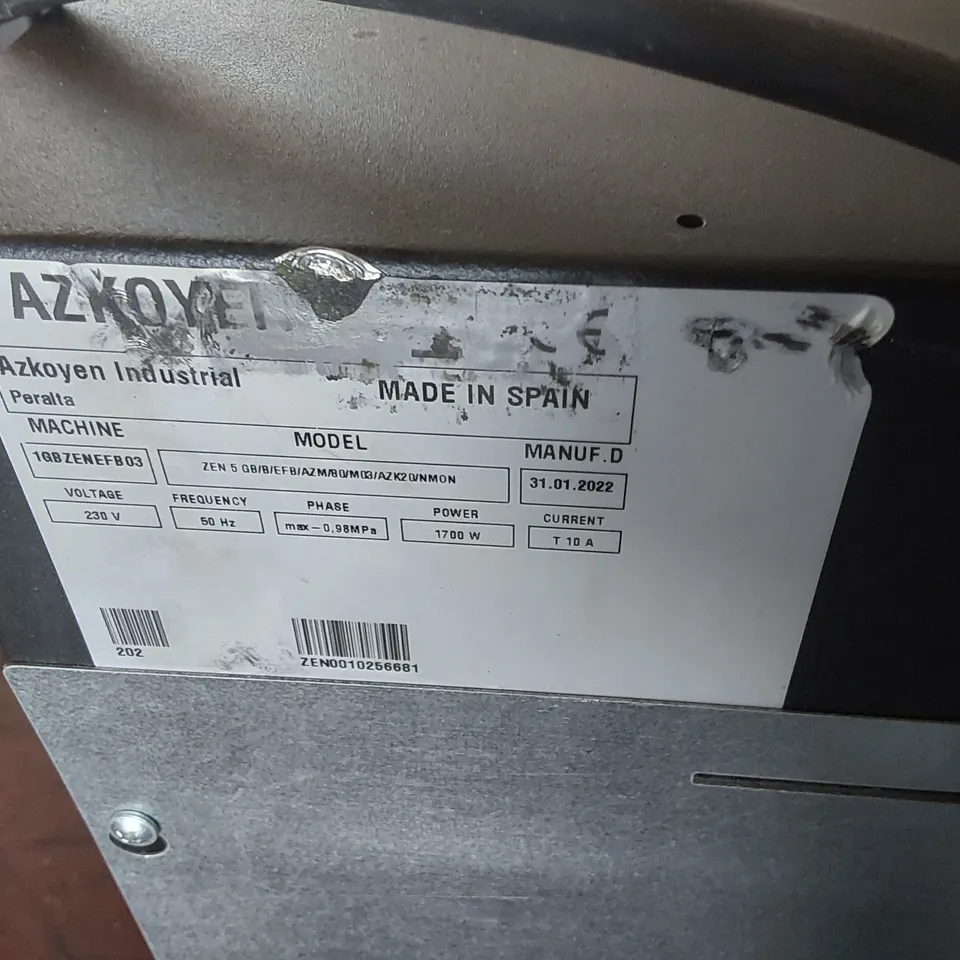 AZKOYEN
CE
Azkoyen Industrial
Peralta
MADE IN SPAIN
MACHINE MODEL MANUF.D
1GBZENEFB03 ZEN 5 GB/B/EFB/AZM/80/M03/AZK20/NMON 31.01.2022
VOLTAGE FREQUENCY PHASE POWER CURRENT
230 V 50 Hz max-0,98MPa 1700 W T 10 A
202 ZEN0010256681